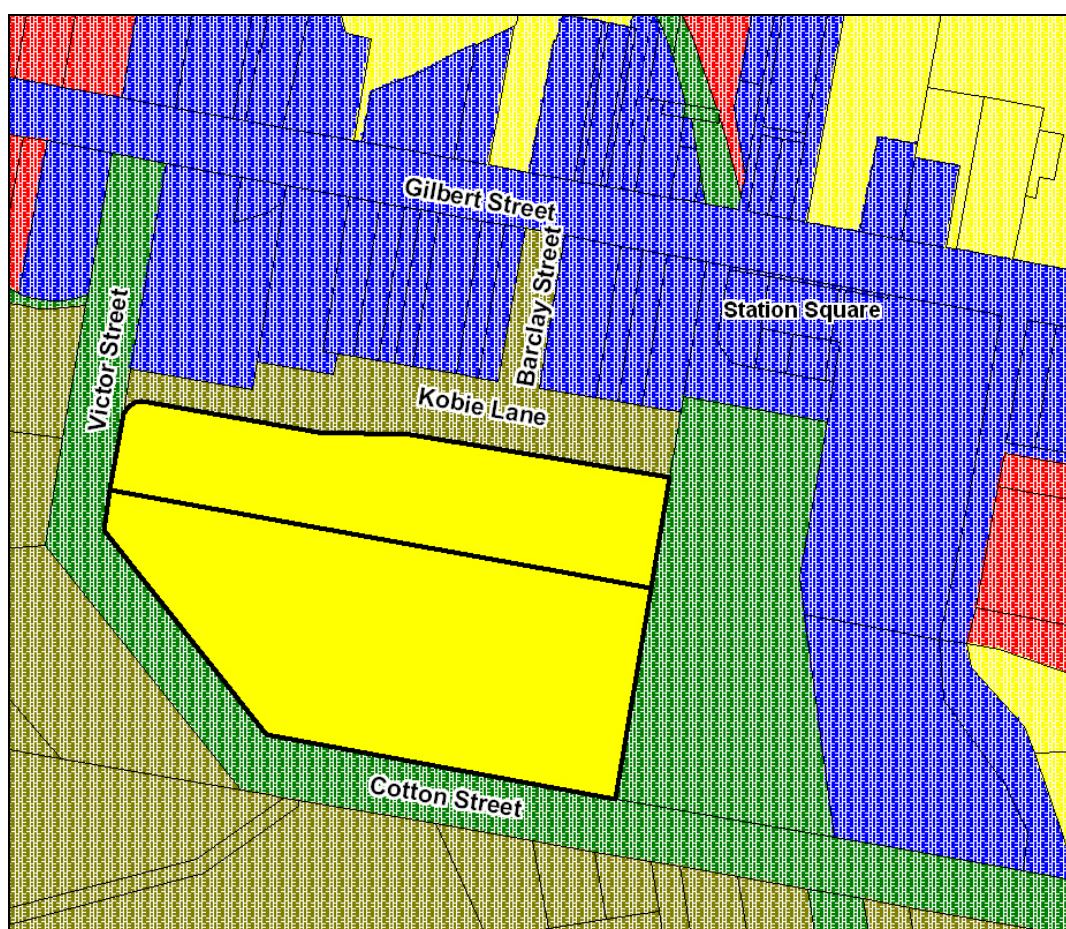 Gilbert Street
Barclay Street
Station Square
Victor Street
Kobie Lane
Cotton Street